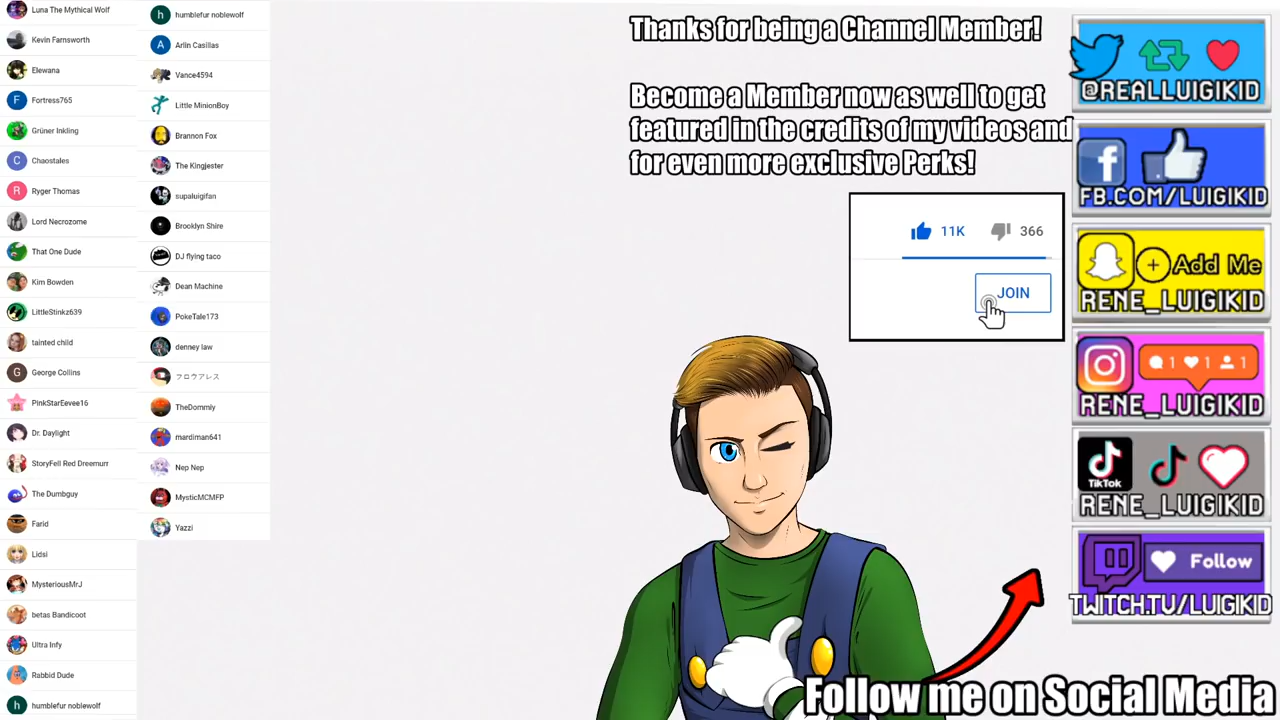 Luna The Mythical Wolf
Kevin Farnsworth
Elewana
F Fortress765
Grüner Inkling
C Chaostales
R Ryger Thomas
Lord Necrozome
That One Dude
Kim Bowden
LittleStinkz639
tainted child
G George Collins
PinkStarEevee16
Dr. Daylight
StoryFell Red Dreemurr
The Dumbguy
Farid
Lidsi
MysteriousMrJ
betas Bandicoot
Ultra Infy
Rabbid Dude
h humblefur noblewolf
h humblefur noblewolf
A Arlin Casillas
Vance4594
Little MinionBoy
Brannon Fox
The Kingjester
supaluigifan
Brooklyn Shire
DJ flying taco
Dean Machine
PokeTale173
denney law
フロウアレス
TheDommly
mardiman641
Nep Nep
MysticMCMFP
Yazzi
Thanks for being a Channel Member!
Become a Member now as well to get
featured in the credits of my videos and
for even more exclusive Perks!
11K 366
JOIN
@REALLUIGIKID
f
FB.COM/LUIGIKID
+ Add Me
RENE_LUIGIKID
1 1 1
RENE_LUIGIKID
TikTok
RENE_LUIGIKID
Follow
TWITCH.TV/LUIGIKID
Follow me on Social Media